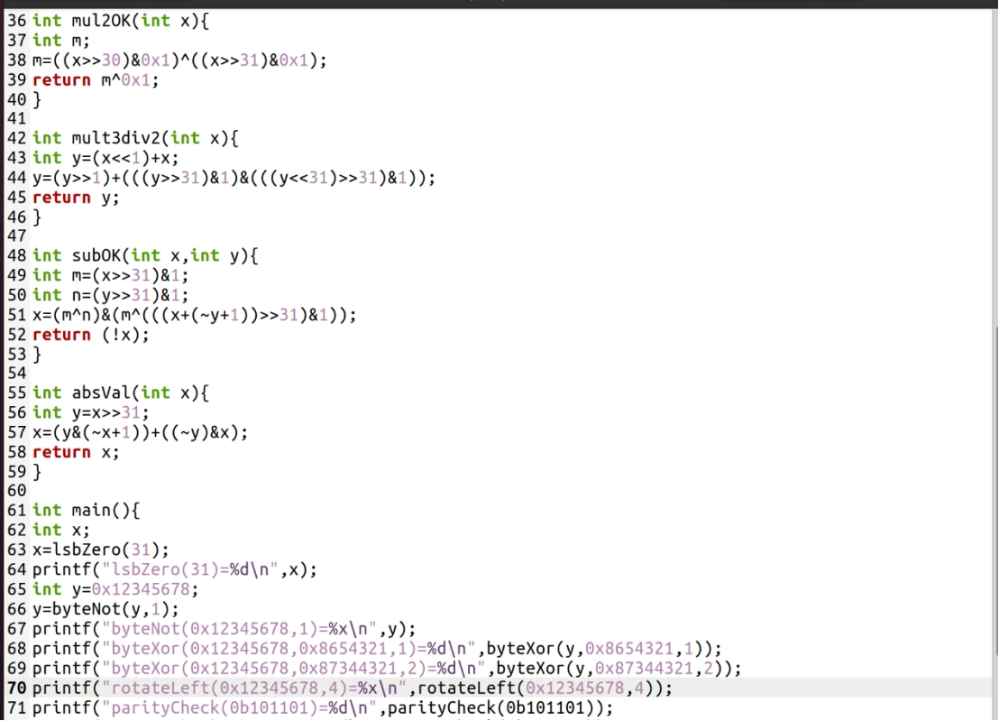 36 int mul2OK(int x){
37 int m;
38 m=((x>>30)&0x1)^((x>>31)&0x1);
39 return m^0x1;
40 }
41
42 int mult3div2(int x){
43 int y=(x<<1)+x;
44 y=(y>>1)+(((y>>31)&1)&(((y<<31)>>31)&1));
45 return y;
46 }
47
48 int subOK(int x,int y){
49 int m=(x>>31)&1;
50 int n=(y>>31)&1;
51 x=(m^n)&(m^(((x+(~y+1))>>31)&1));
52 return (!x);
53 }
54
55 int absVal(int x){
56 int y=x>>31;
57 x=(y&(~x+1))+((~y)&x);
58 return x;
59 }
60
61 int main(){
62 int x;
63 x=lsbZero(31);
64 printf("lsbZero(31)=%d\n",x);
65 int y=0x12345678;
66 y=byteNot(y,1);
67 printf("byteNot(0x12345678,1)=%x\n",y);
68 printf("byteXor(0x12345678,0x8654321,1)=%d\n",byteXor(y,0x8654321,1));
69 printf("byteXor(0x12345678,0x87344321,2)=%d\n",byteXor(y,0x87344321,2));
70 printf("rotateLeft(0x12345678,4)=%x\n",rotateLeft(0x12345678,4));
71 printf("parityCheck(0b101101)=%d\n",parityCheck(0b101101));